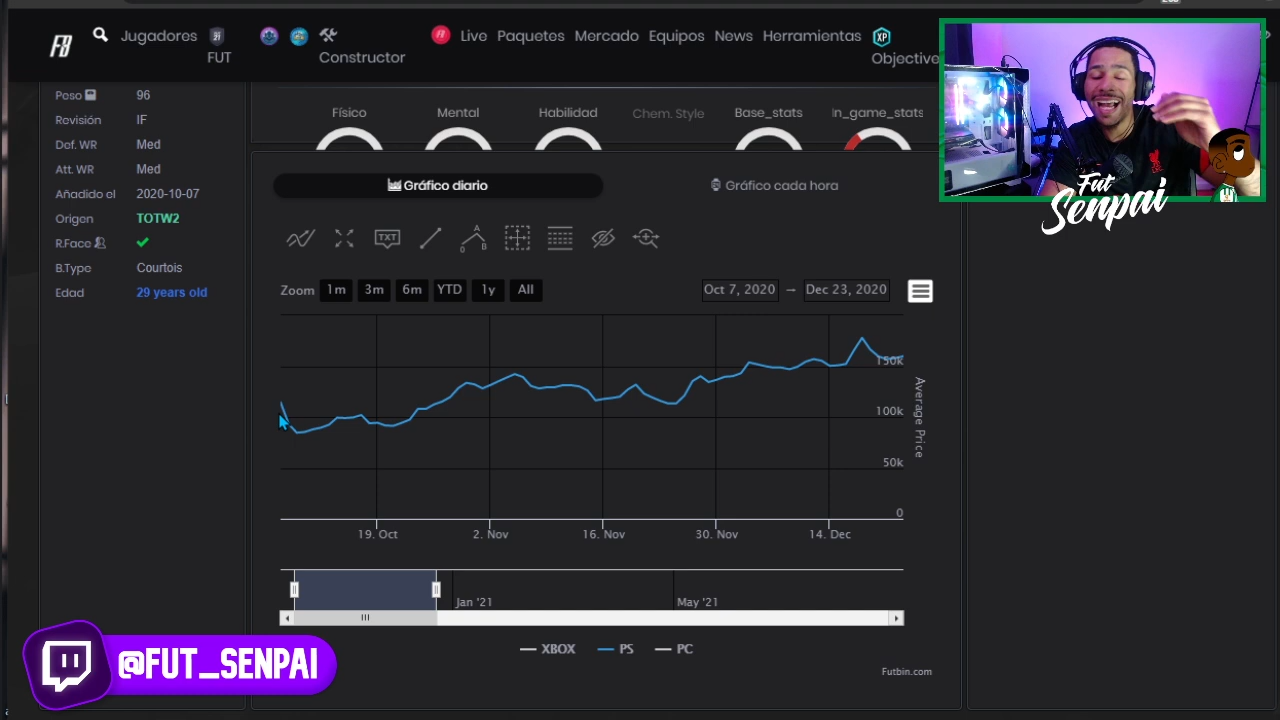 Jugadores
21
FUT
Constructor
Live
Paquetes
Mercado
Equipos
News
Herramientas
XP
Objective
Peso 96
Revisión IF
Def. WR Med
Att. WR Med
Añadido el 2020-10-07
Origen TOTW2
R.Face
B.Type Courtois
Edad 29 years old
Físico Mental Habilidad Chem. Style Base_stats In_game_stats
Gráfico diario
Gráfico cada hora
TXT
A
B
Zoom 1m 3m 6m YTD 1y All
Oct 7, 2020 → Dec 23, 2020
150k
100k
50k
0
Average Price
19. Oct 2. Nov 16. Nov 30. Nov 14. Dec
Jan '21 May '21
XBOX PS PC
Futbin.com
Fut
Senpai
@FUT_SENPAI